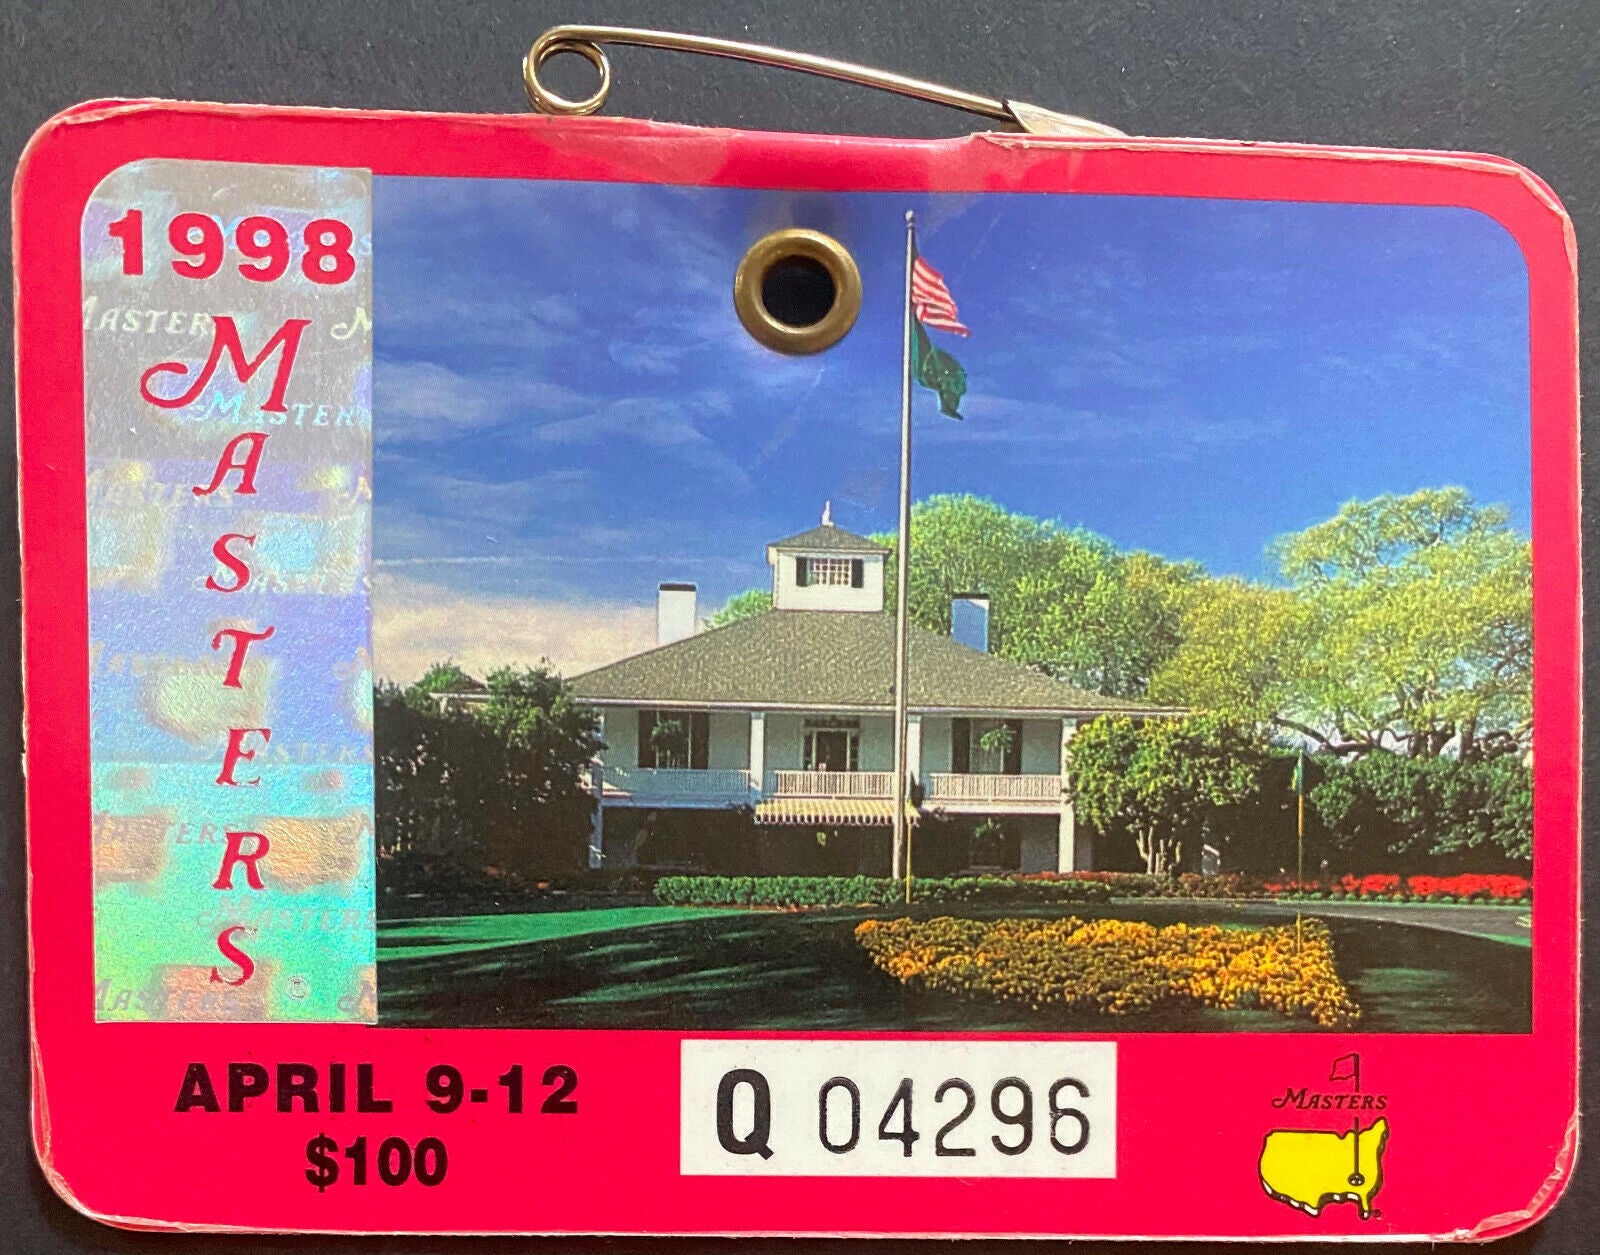 1998
MASTERS
APRIL 9-12
$100
Q 04296
MASTERS